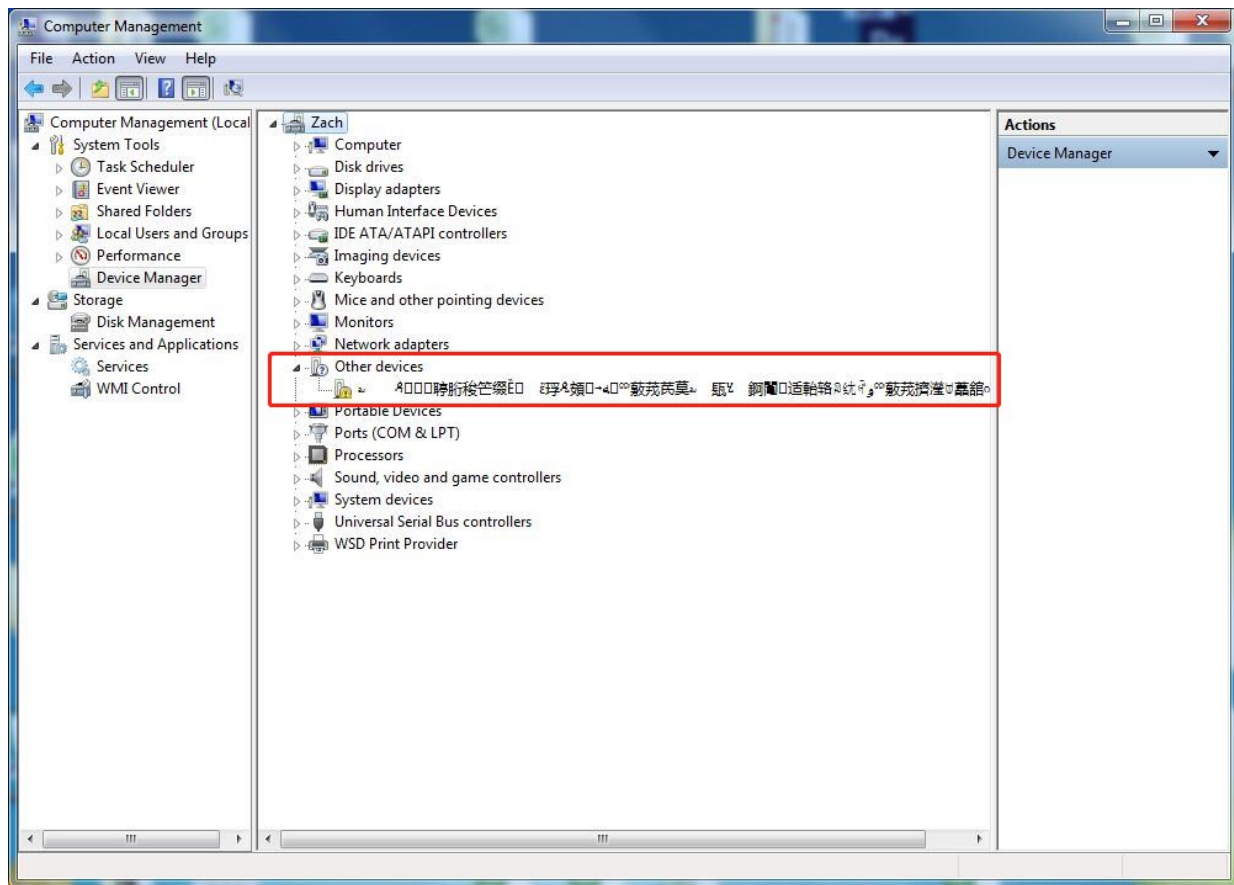 Computer Management
File Action View Help
Computer Management (Local
System Tools
Task Scheduler
Event Viewer
Shared Folders
Local Users and Groups
Performance
Device Manager
Storage
Disk Management
Services and Applications
Services
WMI Control
Zach
Computer
Disk drives
Display adapters
Human Interface Devices
IDE ATA/ATAPI controllers
Imaging devices
Keyboards
Mice and other pointing devices
Monitors
Network adapters
Other devices
Portable Devices
Ports (COM & LPT)
Processors
Sound, video and game controllers
System devices
Universal Serial Bus controllers
WSD Print Provider
Actions
Device Manager